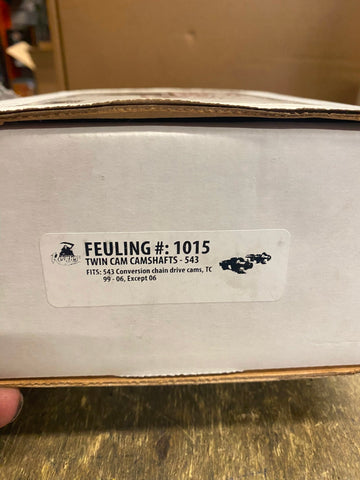 FEULING #: 1015
TWIN CAM CAMSHAFTS - 543
FITS: 543 Conversion chain drive cams, TC
99 - 06, Except 06